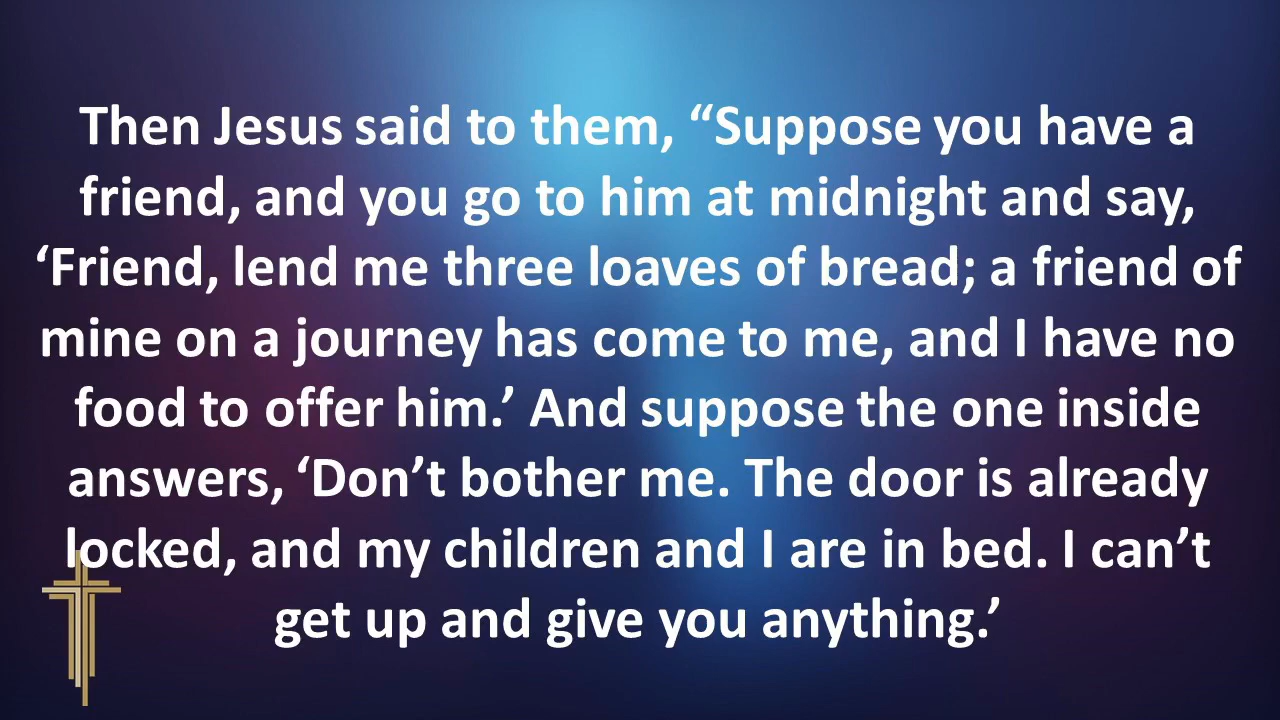 Then Jesus said to them, “Suppose you have a
friend, and you go to him at midnight and say,
‘Friend, lend me three loaves of bread; a friend of
mine on a journey has come to me, and I have no
food to offer him.’ And suppose the one inside
answers, ‘Don’t bother me. The door is already
locked, and my children and I are in bed. I can’t
get up and give you anything.’